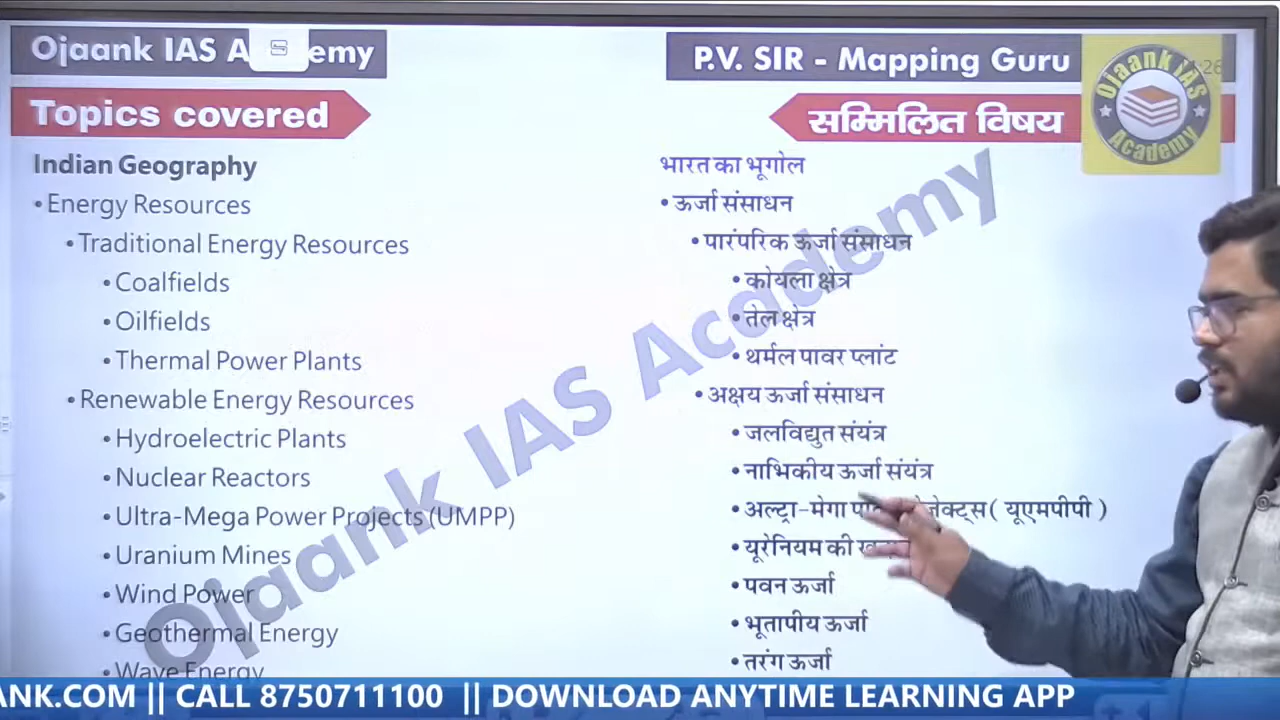 Ojaank IAS A emy
P.V. SIR - Mapping Guru
Topics covered
सम्मिलित विषय
Ojaank IAS
Academy
Indian Geography
• Energy Resources
• Traditional Energy Resources
• Coalfields
• Oilfields
• Thermal Power Plants
• Renewable Energy Resources
• Hydroelectric Plants
• Nuclear Reactors
• Ultra-Mega Power Projects (UMPP)
• Uranium Mines
• Wind Power
• Geothermal Energy
• Wave Energy
भारत का भूगोल
• ऊर्जा संसाधन
• पारंपरिक ऊर्जा संसाधन
• कोयला क्षेत्र
• तेल क्षेत्र
• थर्मल पावर प्लांट
• अक्षय ऊर्जा संसाधन
• जलविद्युत संयंत्र
• नाभिकीय ऊर्जा संयंत्र
• अल्ट्रा-मेगा ( यूएमपीपी )
• यूरेनियम की
• पवन ऊर्जा
• भूतापीय ऊर्जा
• तरंग ऊर्जा
Ojaank IAS Academy
ANK.COM || CALL 8750711100 || DOWNLOAD ANYTIME LEARNING APP